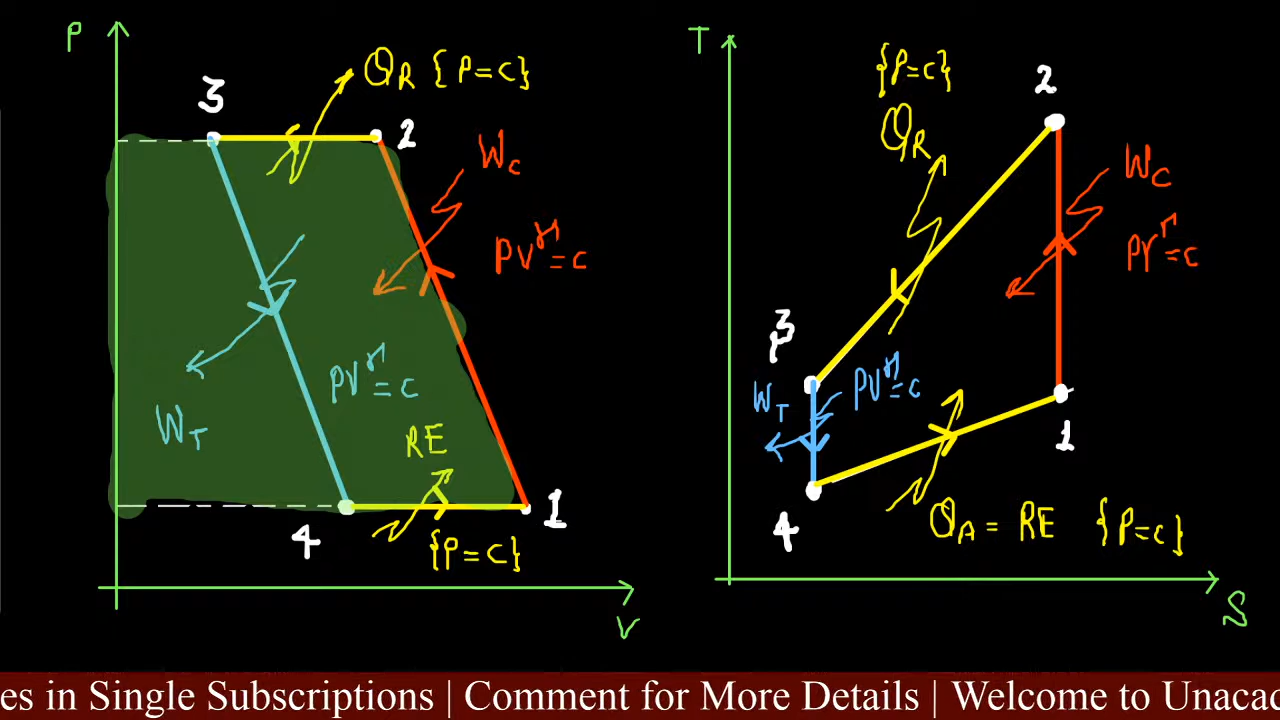 P
3
Q_R {P=C}
2
W_C
PV^γ=C
W_T
PV^γ=C
RE
4
{P=C}
1
V
T
{P=C}
Q_R
2
W_C
PV^γ=C
3
W_T
PV^γ=C
1
4
Q_A = RE {P=C}
S
es in Single Subscriptions | Comment for More Details | Welcome to Unaca